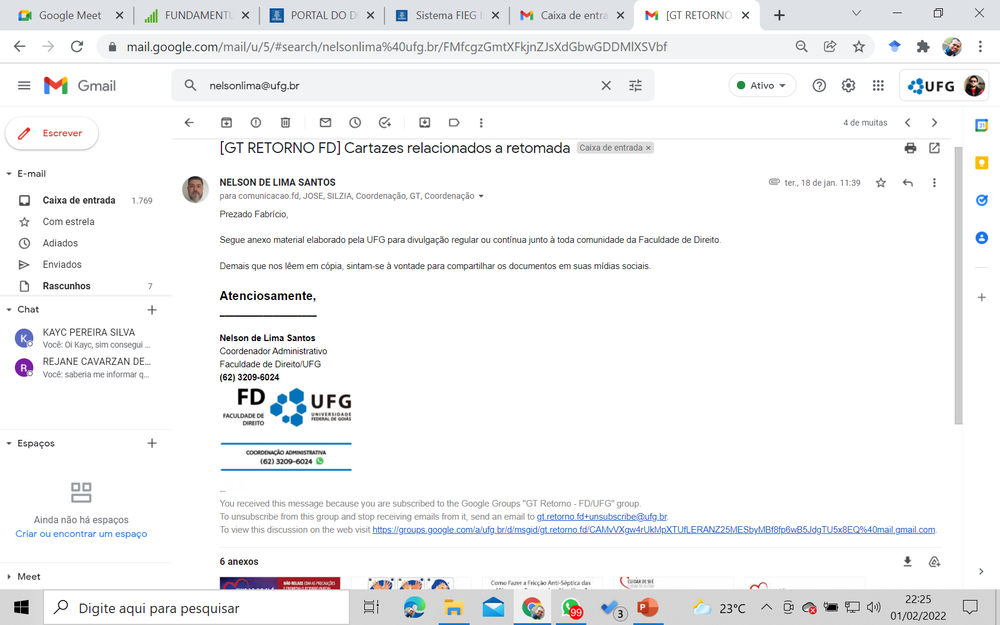 Google Meet
FUNDAMENTU
PORTAL DO DO
Sistema FIEG I
Caixa de entra
[GT RETORNO
mail.google.com/mail/u/5/#search/nelsonlima%40ufg.br/FMfcgzGmtXFkjnZJsXdGbwGDDMlXSVbf
Gmail
nelsonlima@ufg.br
Ativo
UFG
Escrever
4 de muitas
31
[GT RETORNO FD] Cartazes relacionados a retomada
Caixa de entrada ×
E-mail
Caixa de entrada 1.769
Com estrela
Adiados
Enviados
Rascunhos 7
Chat
K KAYC PEREIRA SILVA
Você: Oi Kayc, sim consegui ...
R REJANE CAVARZAN DE...
Você: saberia me informar q...
Espaços
Ainda não há espaços
Criar ou encontrar um espaço
Meet
NELSON DE LIMA SANTOS
ter., 18 de jan. 11:39
para comunicacao.fd, JOSE, SILZIA, Coordenação, GT, Coordenação
Prezado Fabrício,
Segue anexo material elaborado pela UFG para divulgação regular ou contínua junto à toda comunidade da Faculdade de Direito.
Demais que nos lêem em cópia, sintam-se à vontade para compartilhar os documentos em suas mídias sociais.
Atenciosamente,
____________________
Nelson de Lima Santos
Coordenador Administrativo
Faculdade de Direito/UFG
(62) 3209-6024
FD
FACULDADE DE
DIREITO
UFG
UNIVERSIDADE
FEDERAL DE GOIÁS
COORDENAÇÃO ADMINISTRATIVA
(62) 3209-6024
--
You received this message because you are subscribed to the Google Groups "GT Retorno - FD/UFG" group.
To unsubscribe from this group and stop receiving emails from it, send an email to gt.retorno.fd+unsubscribe@ufg.br.
To view this discussion on the web visit https://groups.google.com/a/ufg.br/d/msgid/gt.retorno.fd/CAMvVXgw4rUkMpXTUfLERANZ25MESbyMBf8fp6wB5JdgTU5x8EQ%40mail.gmail.com.
6 anexos
NÃO RELAXE COM AS PRECAUÇÕES
Como Fazer a Fricção Anti-Séptica das
CUIDAR DE SI É
Digite aqui para pesquisar
99
3
P
23°C
22:25
01/02/2022